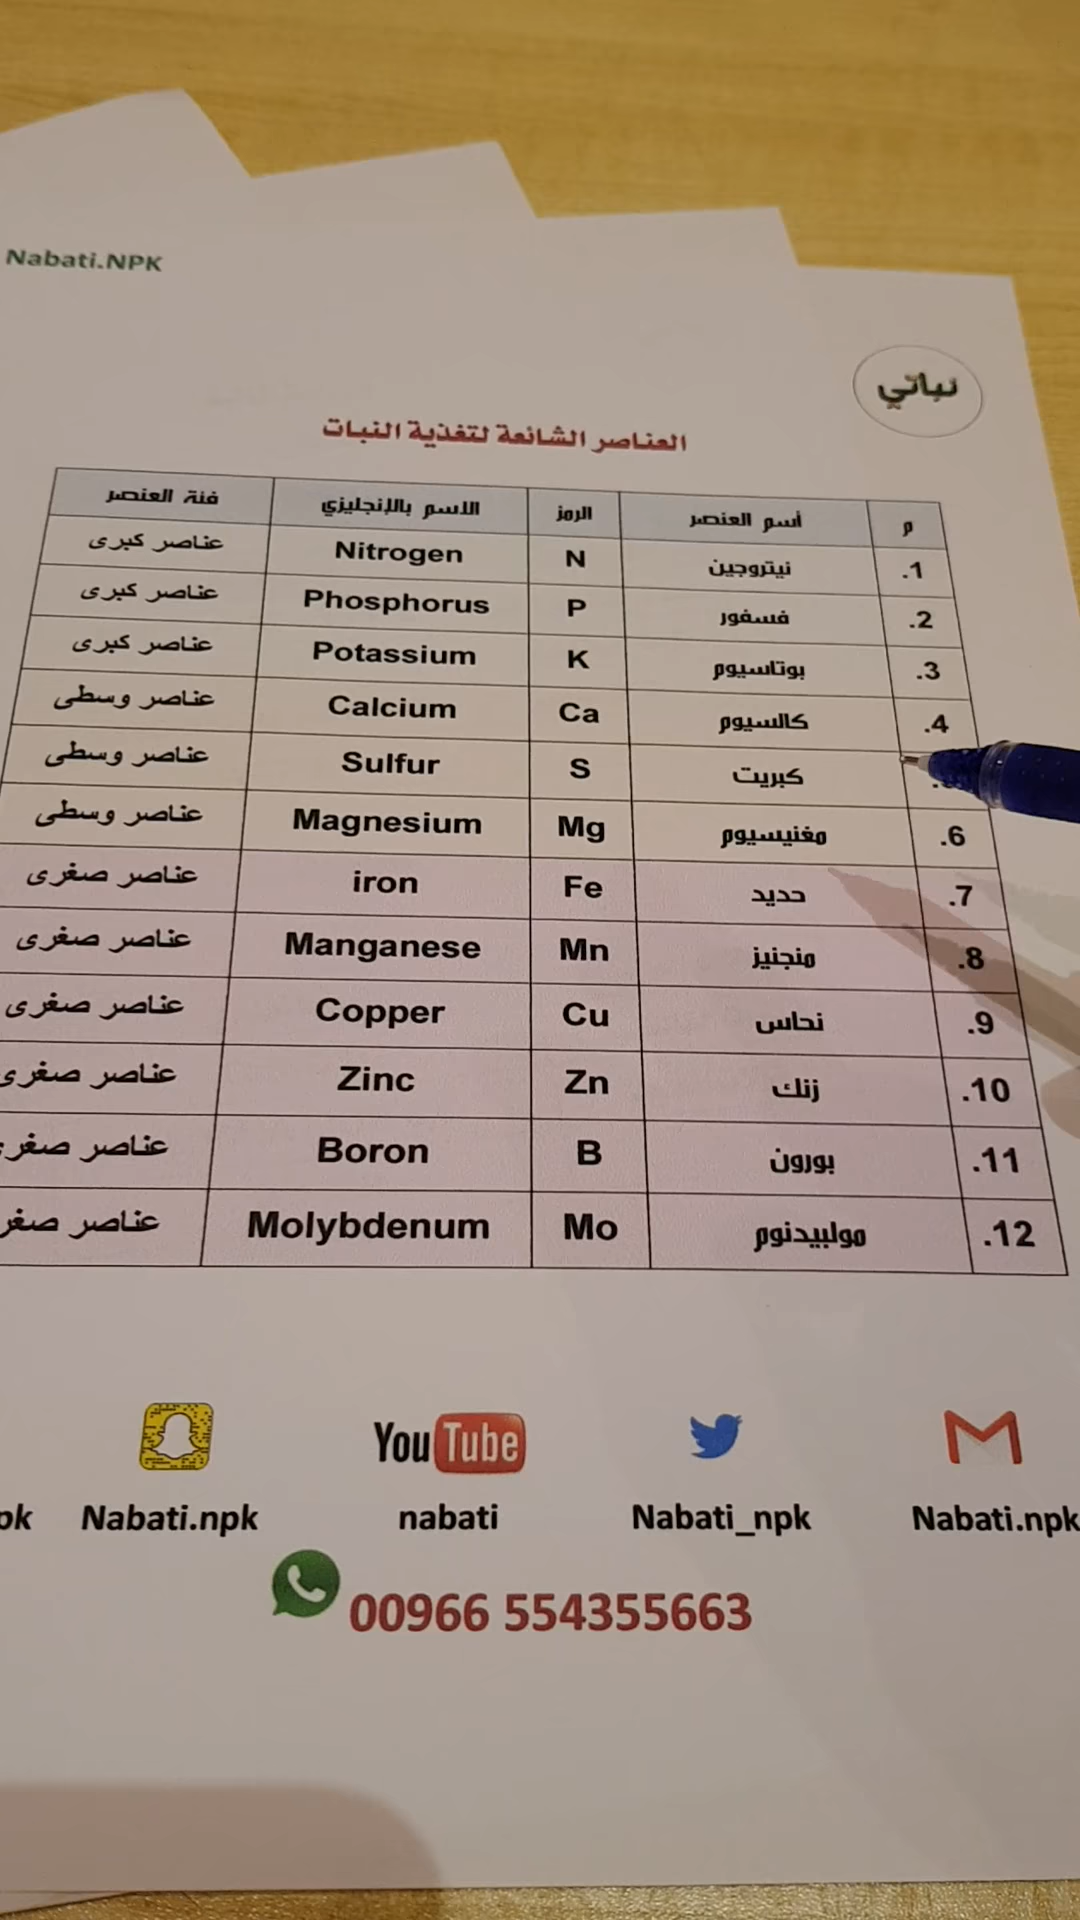 Nabati.NPK
نباتي
العناصر الشائعة لتغذية النبات
م أسم العنصر الرمز الاسم بالإنجليزي فئة العنصر
1. نيتروجين N Nitrogen عناصر كبرى
2. فسفور P Phosphorus عناصر كبرى
3. بوتاسيوم K Potassium عناصر كبرى
4. كالسيوم Ca Calcium عناصر وسطى
كبريت S Sulfur عناصر وسطى
6. مغنيسيوم Mg Magnesium عناصر وسطى
7. حديد Fe iron عناصر صغرى
8. منجنيز Mn Manganese عناصر صغرى
9. نحاس Cu Copper عناصر صغرى
10. زنك Zn Zinc عناصر صغرى
11. بورون B Boron عناصر صغرى
12. مولبيدنوم Mo Molybdenum عناصر صغر
YouTube
pk Nabati.npk nabati Nabati_npk Nabati.npk
00966 554355663